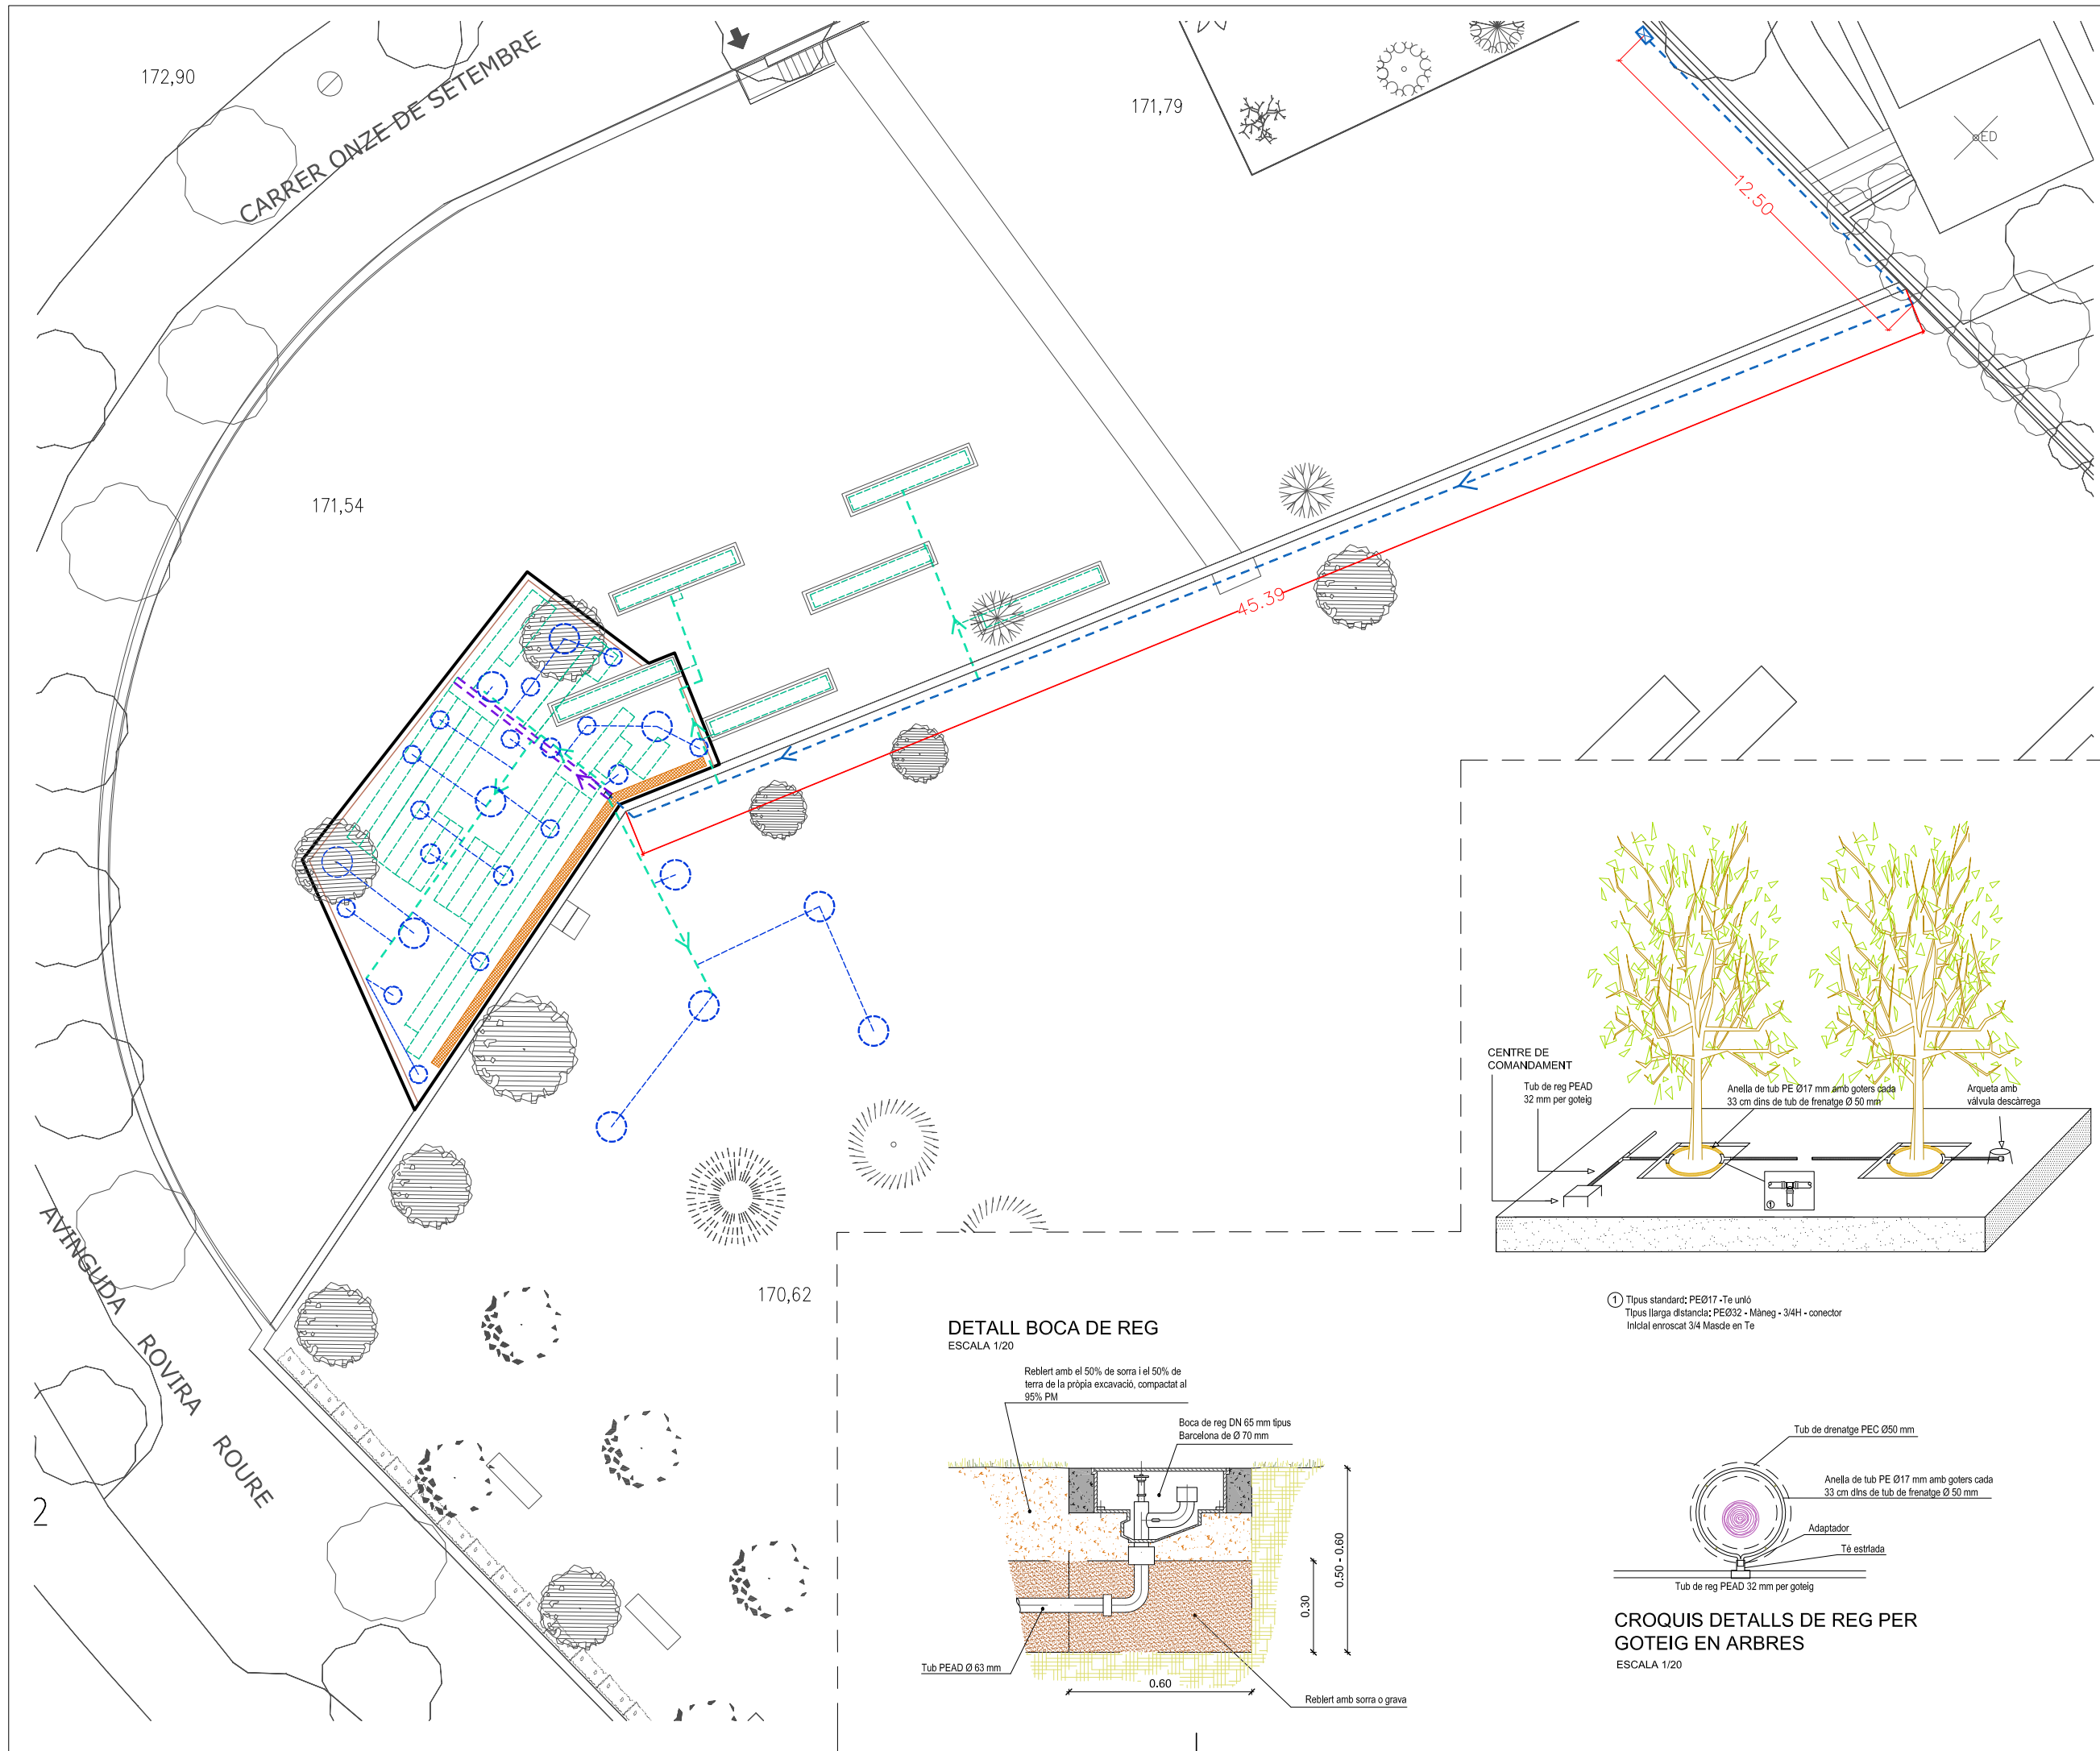 172,90
CARRER ONZE DE SETEMBRE
171,79
ED
12.50
171,54
45.39
CENTRE DE
COMANDAMENT
Tub de reg PEAD
32 mm per goteig
Anella de tub PE Ø17 mm amb goters cada
33 cm dins de tub de frenatge Ø 50 mm
Arqueta amb
vàlvula descàrrega
1
1 Tipus standard: PEØ17 -Te unió
Tipus llarga distancia: PEØ32 - Màneg - 3/4H - conector
Inicial enroscat 3/4 Mascle en Te
AVINGUDA ROVIRA ROURE
170,62
2
DETALL BOCA DE REG
ESCALA 1/20
Reblert amb el 50% de sorra i el 50% de
terra de la pròpia excavació, compactat al
95% PM
Boca de reg DN 65 mm tipus
Barcelona de Ø 70 mm
0.50 - 0.60
0.30
Tub PEAD Ø 63 mm
0.60
Reblert amb sorra o grava
Tub de drenatge PEC Ø50 mm
Anella de tub PE Ø17 mm amb goters cada
33 cm dins de tub de frenatge Ø 50 mm
Adaptador
Tè estriada
Tub de reg PEAD 32 mm per goteig
CROQUIS DETALLS DE REG PER
GOTEIG EN ARBRES
ESCALA 1/20